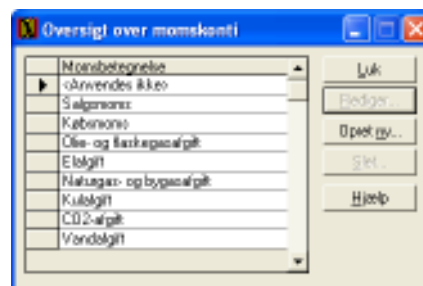 Oversigt over momskonti
Momsbetegnelse
<Anvendes ikke>
Salgsmoms
Købsmoms
Olie- og flaskegasafgift
Elafgift
Naturgas- og bygasafgift
Kulafgift
CO2-afgift
Vandafgift
Luk
Rediger...
Opret ny...
Slet...
Hjælp